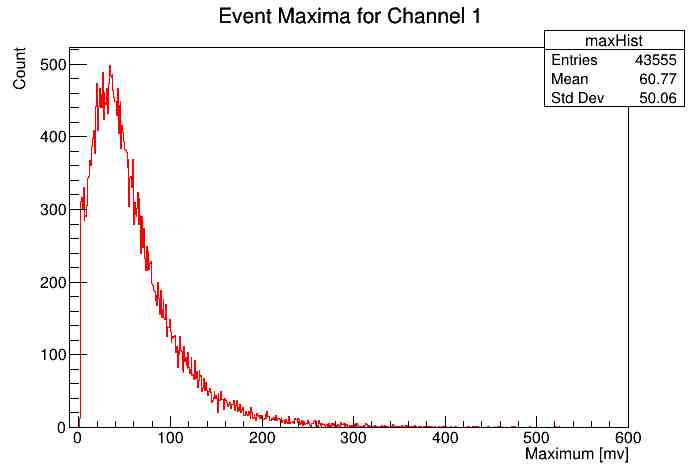 Event Maxima for Channel 1
maxHist
Entries 43555
Mean 60.77
Std Dev 50.06
Count
500
400
300
200
100
0
0 100 200 300 400 500 600
Maximum [mv]